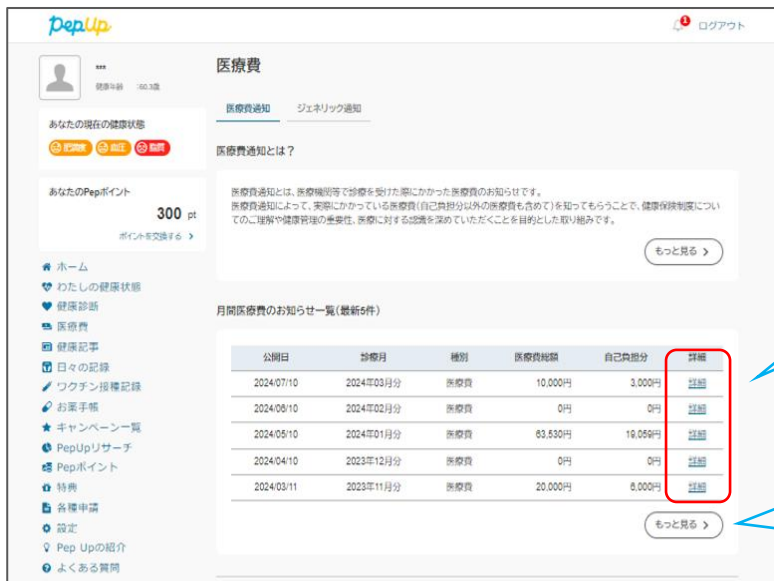 PepUp
1
ログアウト
***
健康年齢 60.3歳
あなたの現在の健康状態
肥満度 血圧 脂質
あなたのPepポイント
300 pt
ポイントを交換する >
ホーム
わたしの健康状態
健康診断
医療費
健康記事
日々の記録
ワクチン接種記録
お薬手帳
キャンペーン一覧
PepUpリサーチ
Pepポイント
特典
各種申請
設定
Pep Upの紹介
よくある質問
医療費
医療費通知 ジェネリック通知
医療費通知とは？
医療費通知とは、医療機関等で診療を受けた際にかかった医療費のお知らせです。
医療費通知によって、実際にかかっている医療費(自己負担分以外の医療費も含めて)を知ってもらうことで、健康保険制度につい
てのご理解や健康管理の重要性、医療に対する認識を深めていただくことを目的とした取り組みです。
もっと見る >
月間医療費のお知らせ一覧(最新5件)
公開日 診療月 種別 医療費総額 自己負担分 詳細
2024/07/10 2024年03月分 医療費 10,000円 3,000円 詳細
2024/06/10 2024年02月分 医療費 0円 0円 詳細
2024/05/10 2024年01月分 医療費 63,530円 19,059円 詳細
2024/04/10 2023年12月分 医療費 0円 0円 詳細
2024/03/11 2023年11月分 医療費 20,000円 6,000円 詳細
もっと見る >